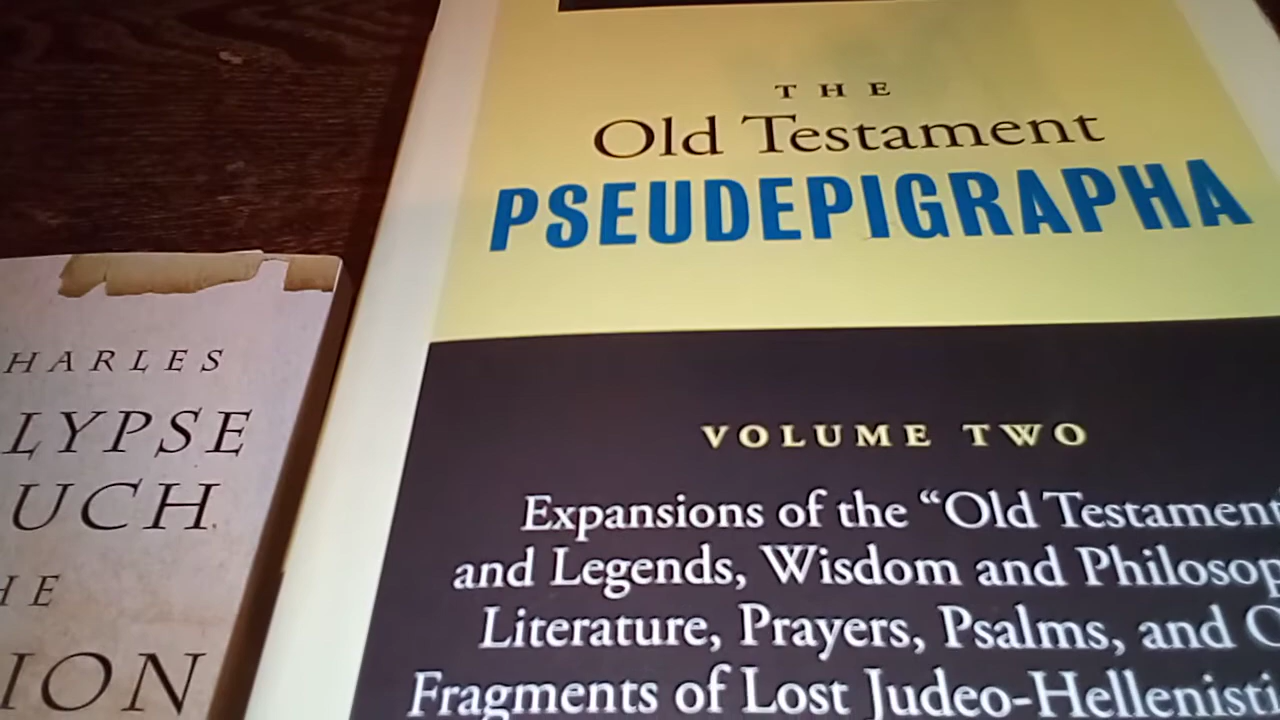 HARLES
LYPSE
UCH
HE
ION
THE
Old Testament
PSEUDEPIGRAPHA
VOLUME TWO
Expansions of the “Old Testament
and Legends, Wisdom and Philosop
Literature, Prayers, Psalms, and O
Fragments of Lost Judeo-Hellenisti